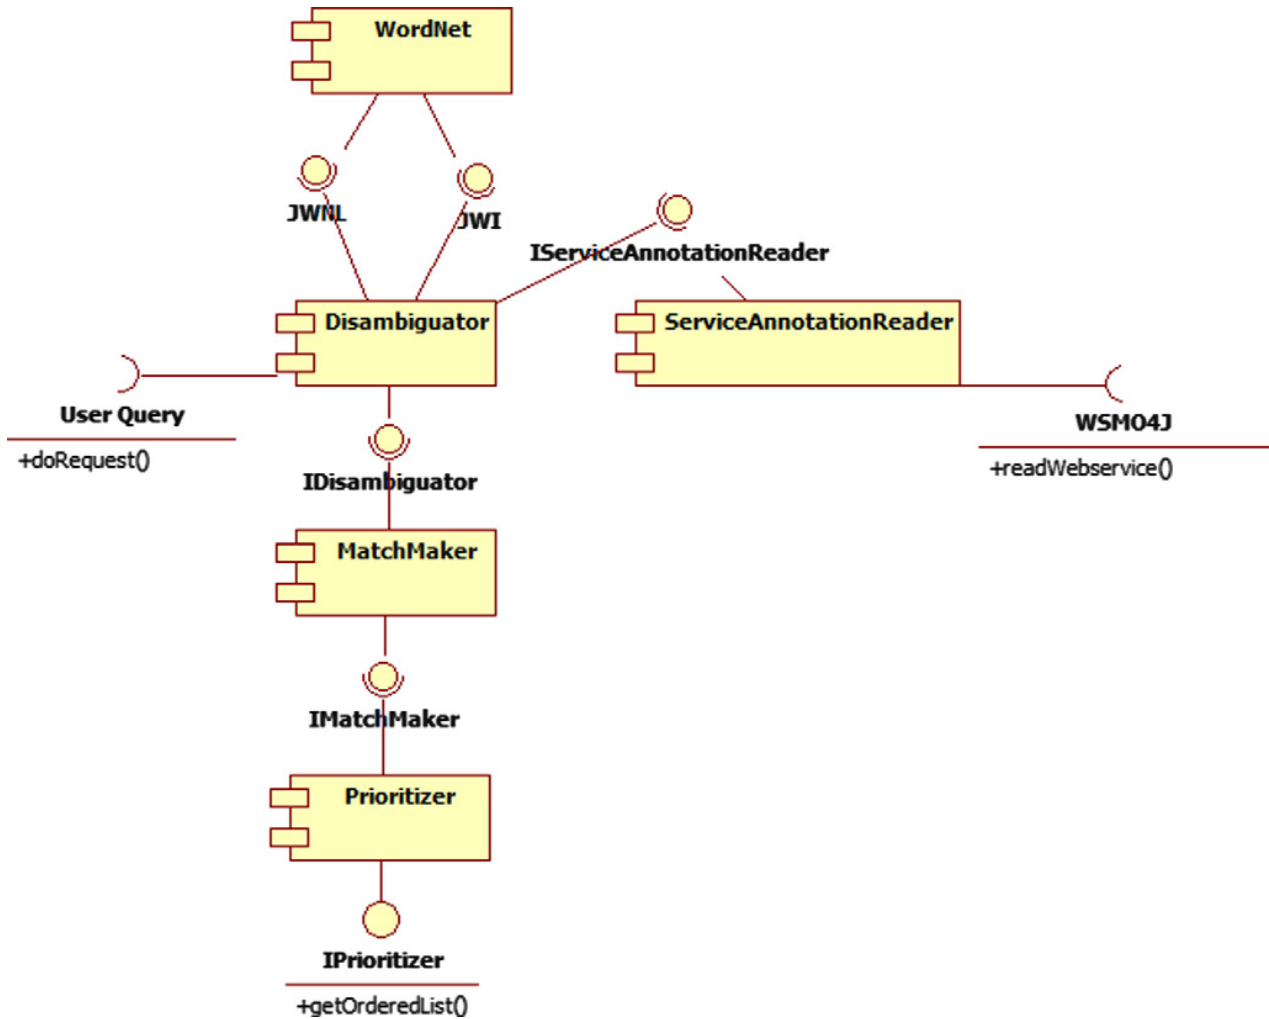 WordNet
JWNL
JWI
IServiceAnnotationReader
Disambiguator
ServiceAnnotationReader
User Query
+doRequest()
WSMO4J
+readWebservice()
IDisambiguator
MatchMaker
IMatchMaker
Prioritizer
IPrioritizer
+getOrderedList()